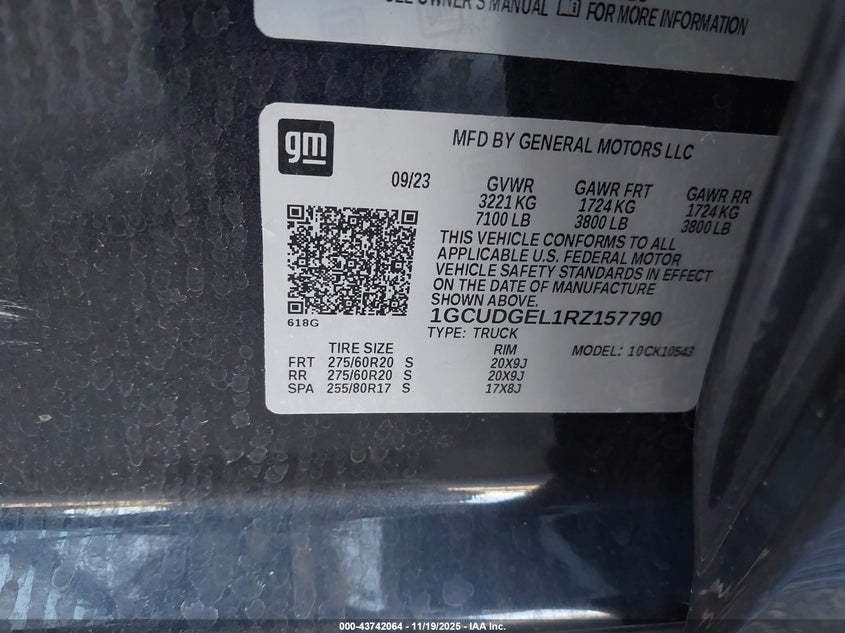 SEE OWNER'S MANUAL FOR MORE INFORMATION
gm
MFD BY GENERAL MOTORS LLC
09/23
GVWR GAWR FRT GAWR RR
3221 KG 1724 KG 1724 KG
7100 LB 3800 LB 3800 LB
THIS VEHICLE CONFORMS TO ALL
APPLICABLE U.S. FEDERAL MOTOR
VEHICLE SAFETY STANDARDS IN EFFECT
ON THE DATE OF MANUFACTURE
SHOWN ABOVE.
618G
1GCUDGEL1RZ157790
TYPE: TRUCK
MODEL: 10CK10543
TIRE SIZE RIM
FRT 275/60R20 S 20X9J
RR 275/60R20 S 20X9J
SPA 255/80R17 S 17X8J
000-43742064 - 11/19/2025 - IAA Inc.